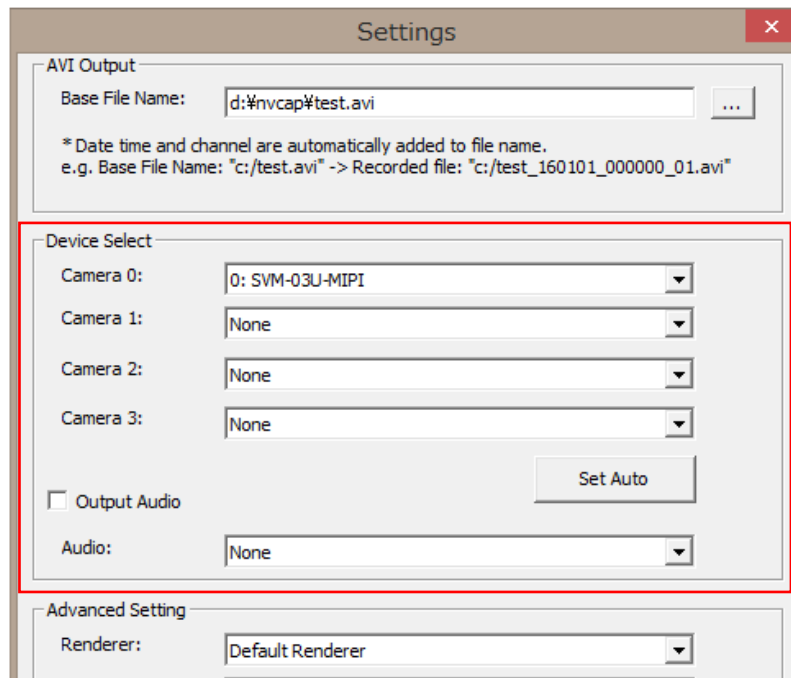 Settings
AVI Output
Base File Name: d:¥nvcap¥test.avi ...
* Date time and channel are automatically added to file name.
e.g. Base File Name: "c:/test.avi" -> Recorded file: "c:/test_160101_000000_01.avi"
Device Select
Camera 0: 0: SVM-03U-MIPI
Camera 1: None
Camera 2: None
Camera 3: None
Set Auto
Output Audio
Audio: None
Advanced Setting
Renderer: Default Renderer